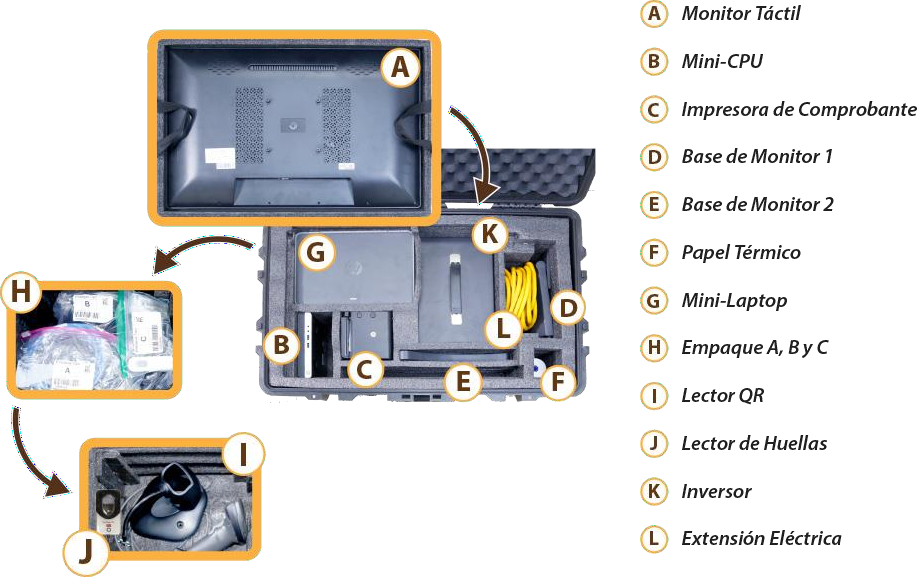 A Monitor Táctil
B Mini-CPU
C Impresora de Comprobante
D Base de Monitor 1
E Base de Monitor 2
F Papel Térmico
G Mini-Laptop
H Empaque A, B y C
I Lector QR
J Lector de Huellas
K Inversor
L Extensión Eléctrica
A
G
K
H
B
C
A
L
D
B
C
E
F
I
J